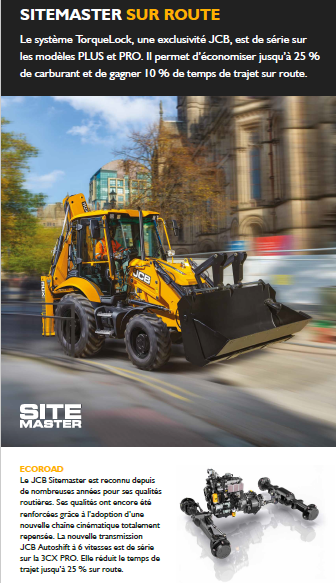 SITEMASTER SUR ROUTE
Le système TorqueLock, une exclusivité JCB, est de série sur
les modèles PLUS et PRO. Il permet d'économiser jusqu'à 25 %
de carburant et de gagner 10 % de temps de trajet sur route.
JCB
3CX
SITE
MASTER
ECOROAD
Le JCB Sitemaster est reconnu depuis
de nombreuses années pour ses qualités
routières. Ses qualités ont encore été
renforcées grâce à l'adoption d'une
nouvelle chaîne cinématique totalement
repensée. La nouvelle transmission
JCB Autoshift à 6 vitesses est de série
sur la 3CX PRO. Elle réduit le temps de
trajet jusqu'à 25 % sur route.